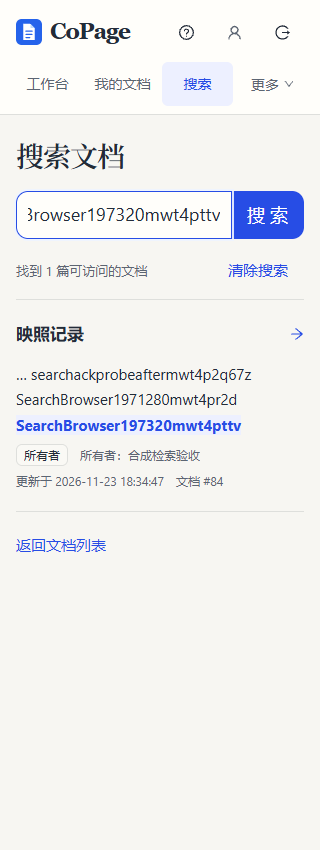 CoPage
工作台 我的文档 搜索 更多
搜索文档
Browser197320mwt4pttv 搜索
找到 1 篇可访问的文档 清除搜索
映照记录
... searchackprobeaftermwt4p2q67z
SearchBrowser1971280mwt4pr2d
SearchBrowser197320mwt4pttv
所有者 所有者：合成检索验收
更新于 2026-11-23 18:34:47 文档 #84
返回文档列表